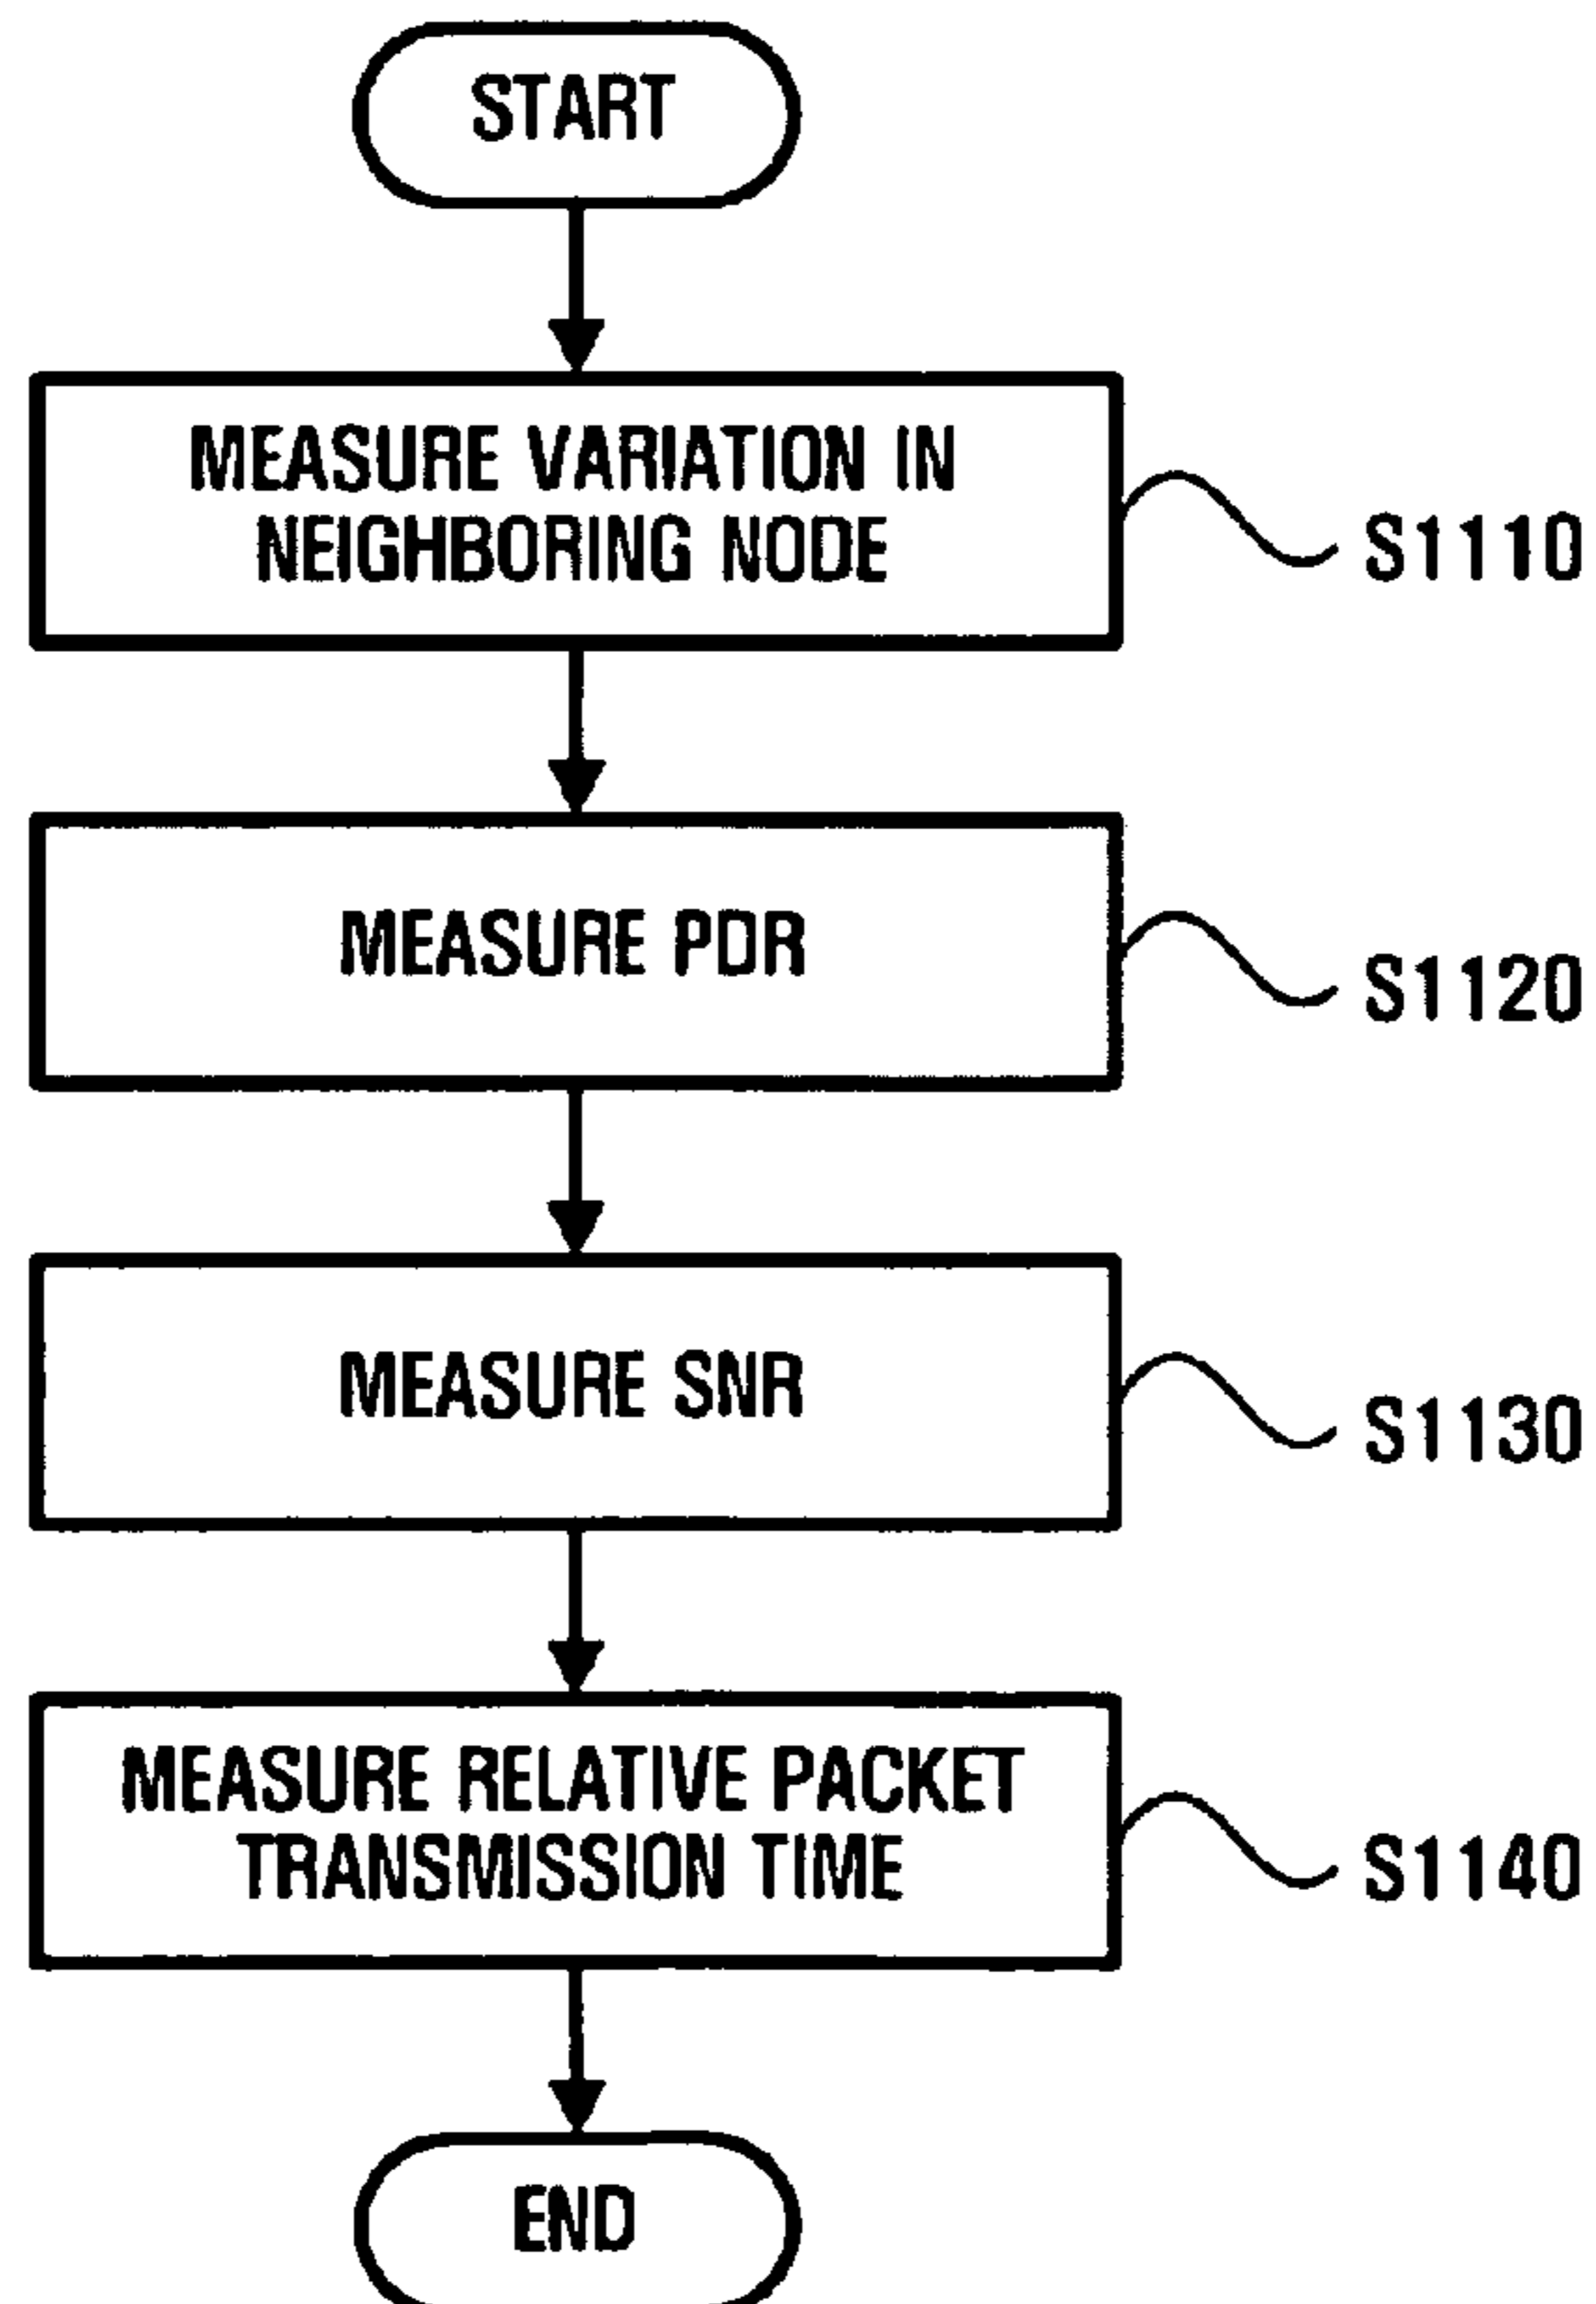 START
MEASURE VARIATION IN
NEIGHBORING NODE
S1110
MEASURE PDR
S1120
MEASURE SNR
S1130
MEASURE RELATIVE PACKET
TRANSMISSION TIME
S1140
END